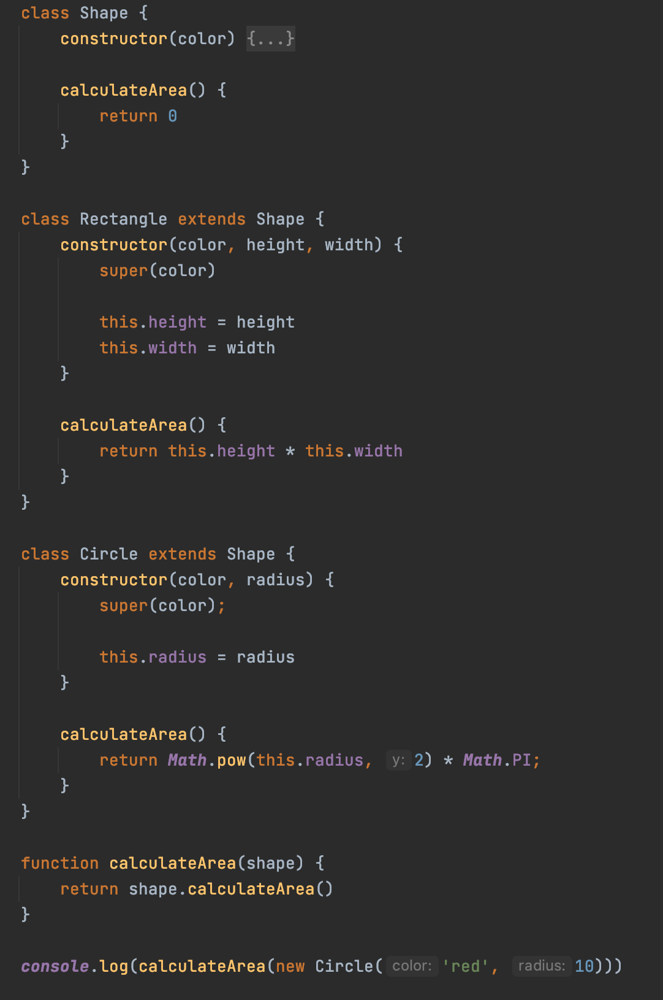 class Shape {
    constructor(color) {...}
    calculateArea() {
        return 0
    }
}
class Rectangle extends Shape {
    constructor(color, height, width) {
        super(color)
        this.height = height
        this.width = width
    }
    calculateArea() {
        return this.height * this.width
    }
}
class Circle extends Shape {
    constructor(color, radius) {
        super(color);
        this.radius = radius
    }
    calculateArea() {
        return Math.pow(this.radius, y: 2) * Math.PI;
    }
}
function calculateArea(shape) {
    return shape.calculateArea()
}
console.log(calculateArea(new Circle( color: 'red', radius: 10)))